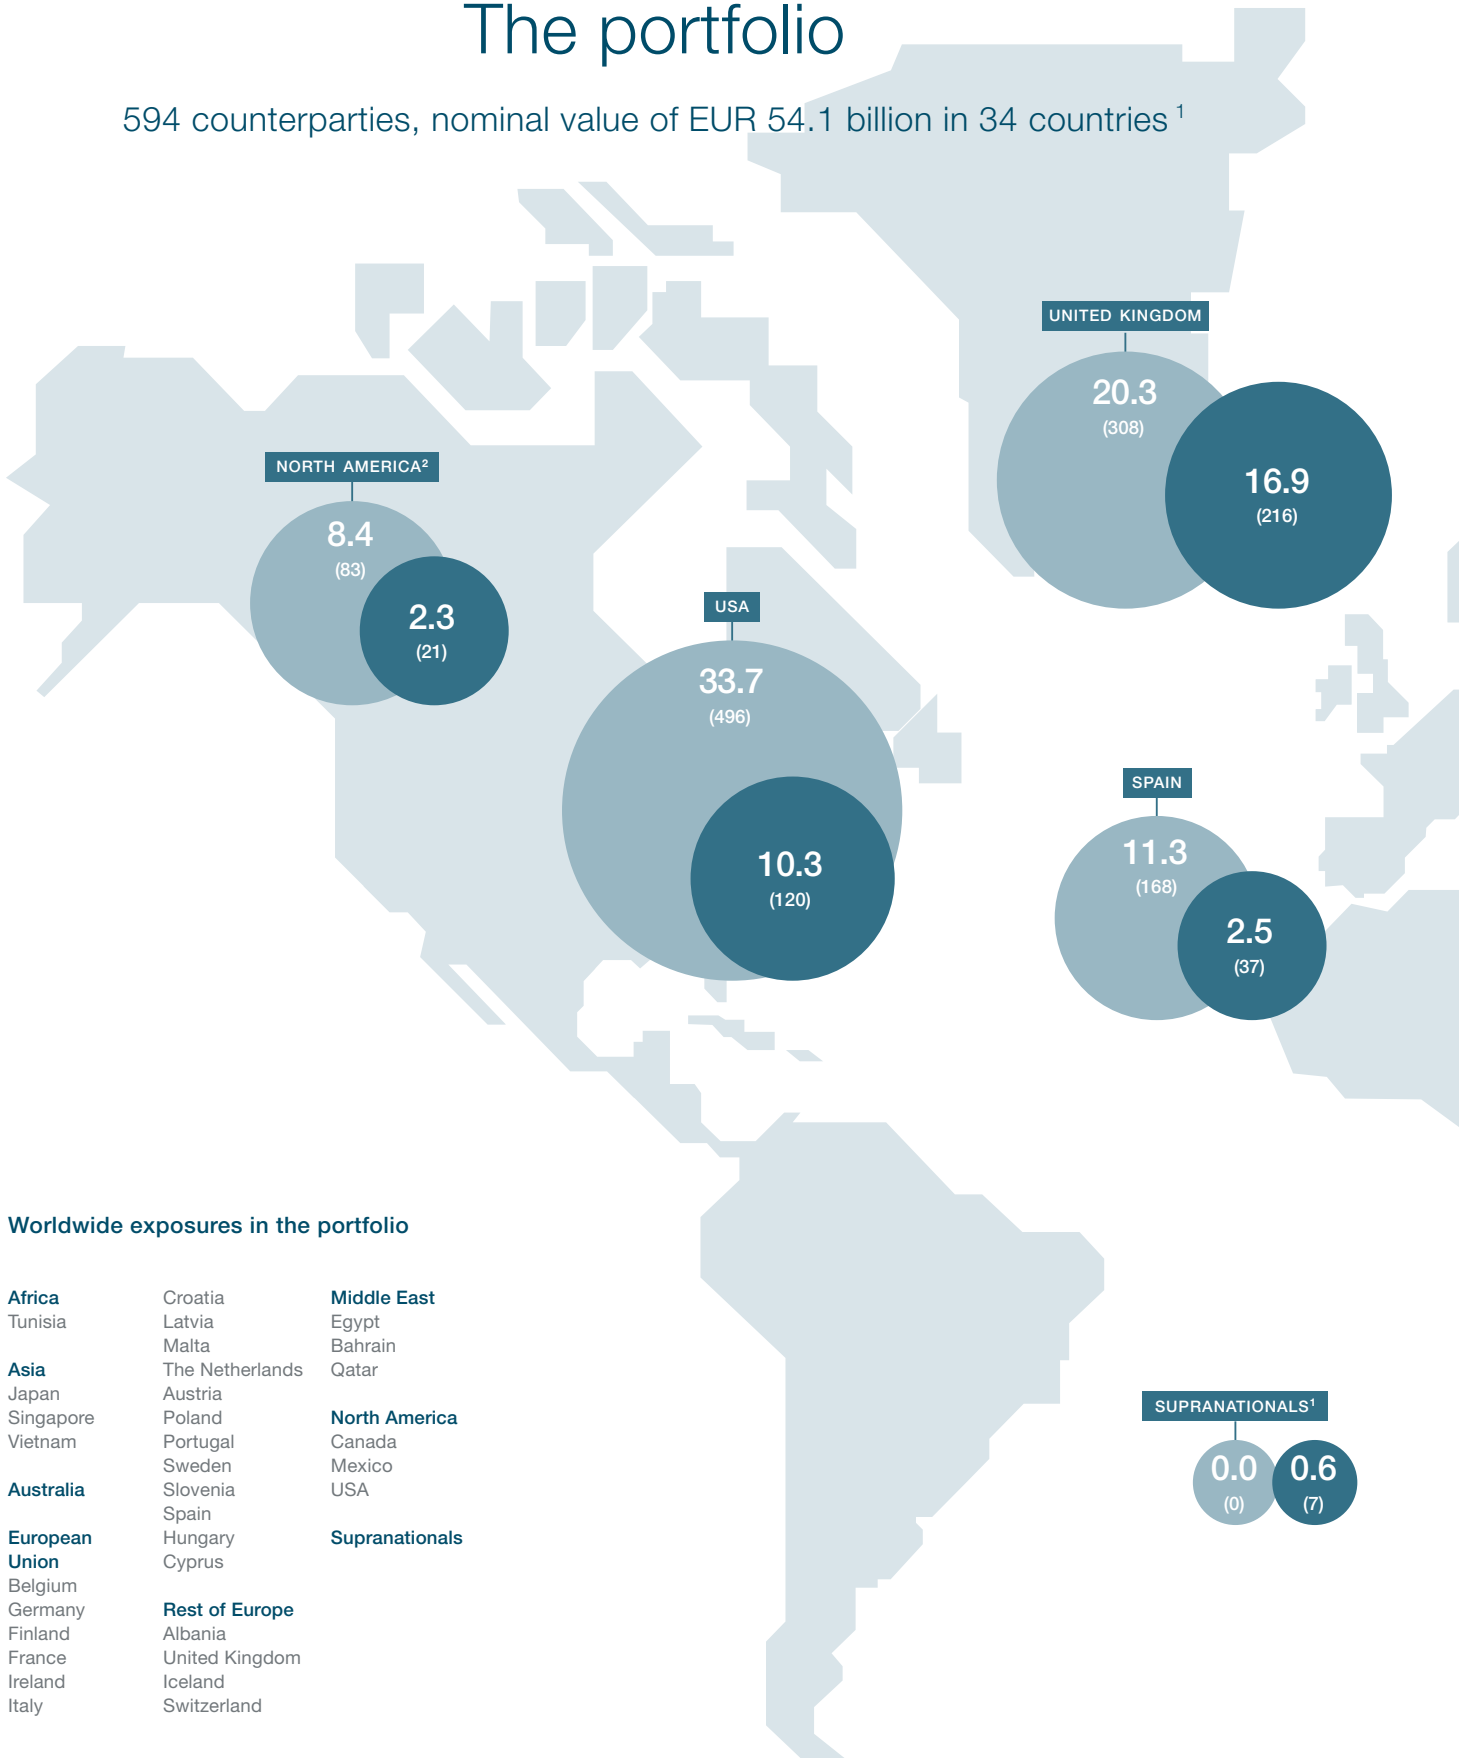 The portfolio
594 counterparties, nominal value of EUR 54.1 billion in 34 countries ¹
UNITED KINGDOM
20.3
(308)
16.9
(216)
NORTH AMERICA²
8.4
(83)
2.3
(21)
USA
33.7
(496)
10.3
(120)
SPAIN
11.3
(168)
2.5
(37)
Worldwide exposures in the portfolio
Africa
Tunisia
Asia
Japan
Singapore
Vietnam
Australia
European
Union
Belgium
Germany
Finland
France
Ireland
Italy
Croatia
Latvia
Malta
The Netherlands
Austria
Poland
Portugal
Sweden
Slovenia
Spain
Hungary
Cyprus
Rest of Europe
Albania
United Kingdom
Iceland
Switzerland
Middle East
Egypt
Bahrain
Qatar
North America
Canada
Mexico
USA
Supranationals
SUPRANATIONALS¹
0.0
(0)
0.6
(7)